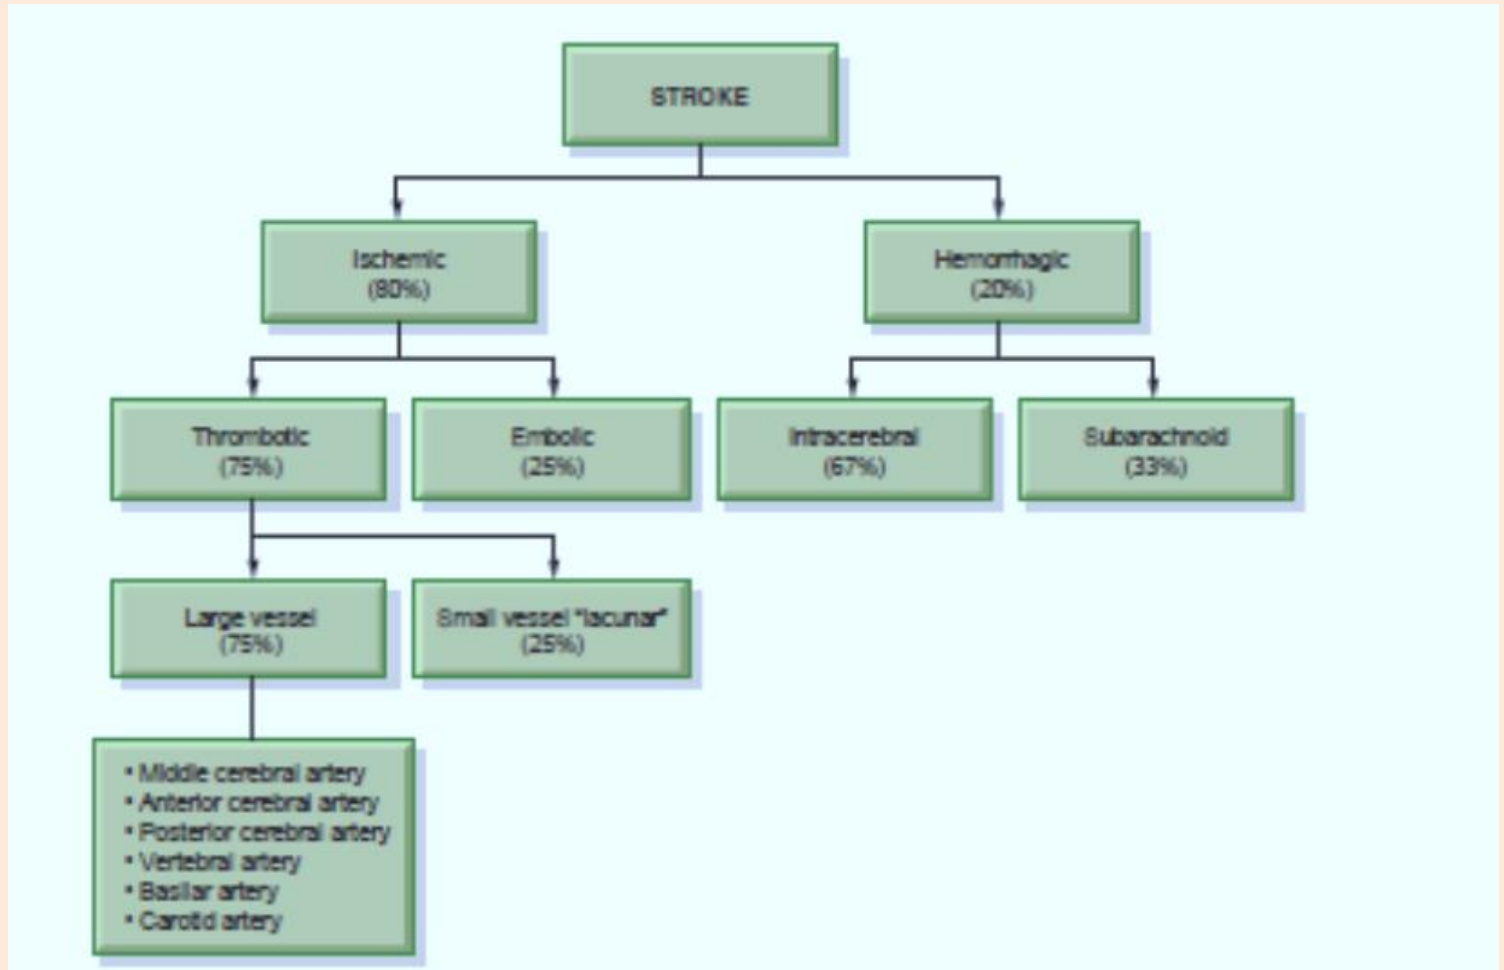 STROKE
Ischemic
(80%)
Hemorrhagic
(20%)
Thrombotic
(75%)
Embolic
(25%)
Intracerebral
(67%)
Subarachnoid
(33%)
Large vessel
(75%)
Small vessel "lacunar"
(25%)
• Middle cerebral artery
• Anterior cerebral artery
• Posterior cerebral artery
• Vertebral artery
• Basilar artery
• Carotid artery